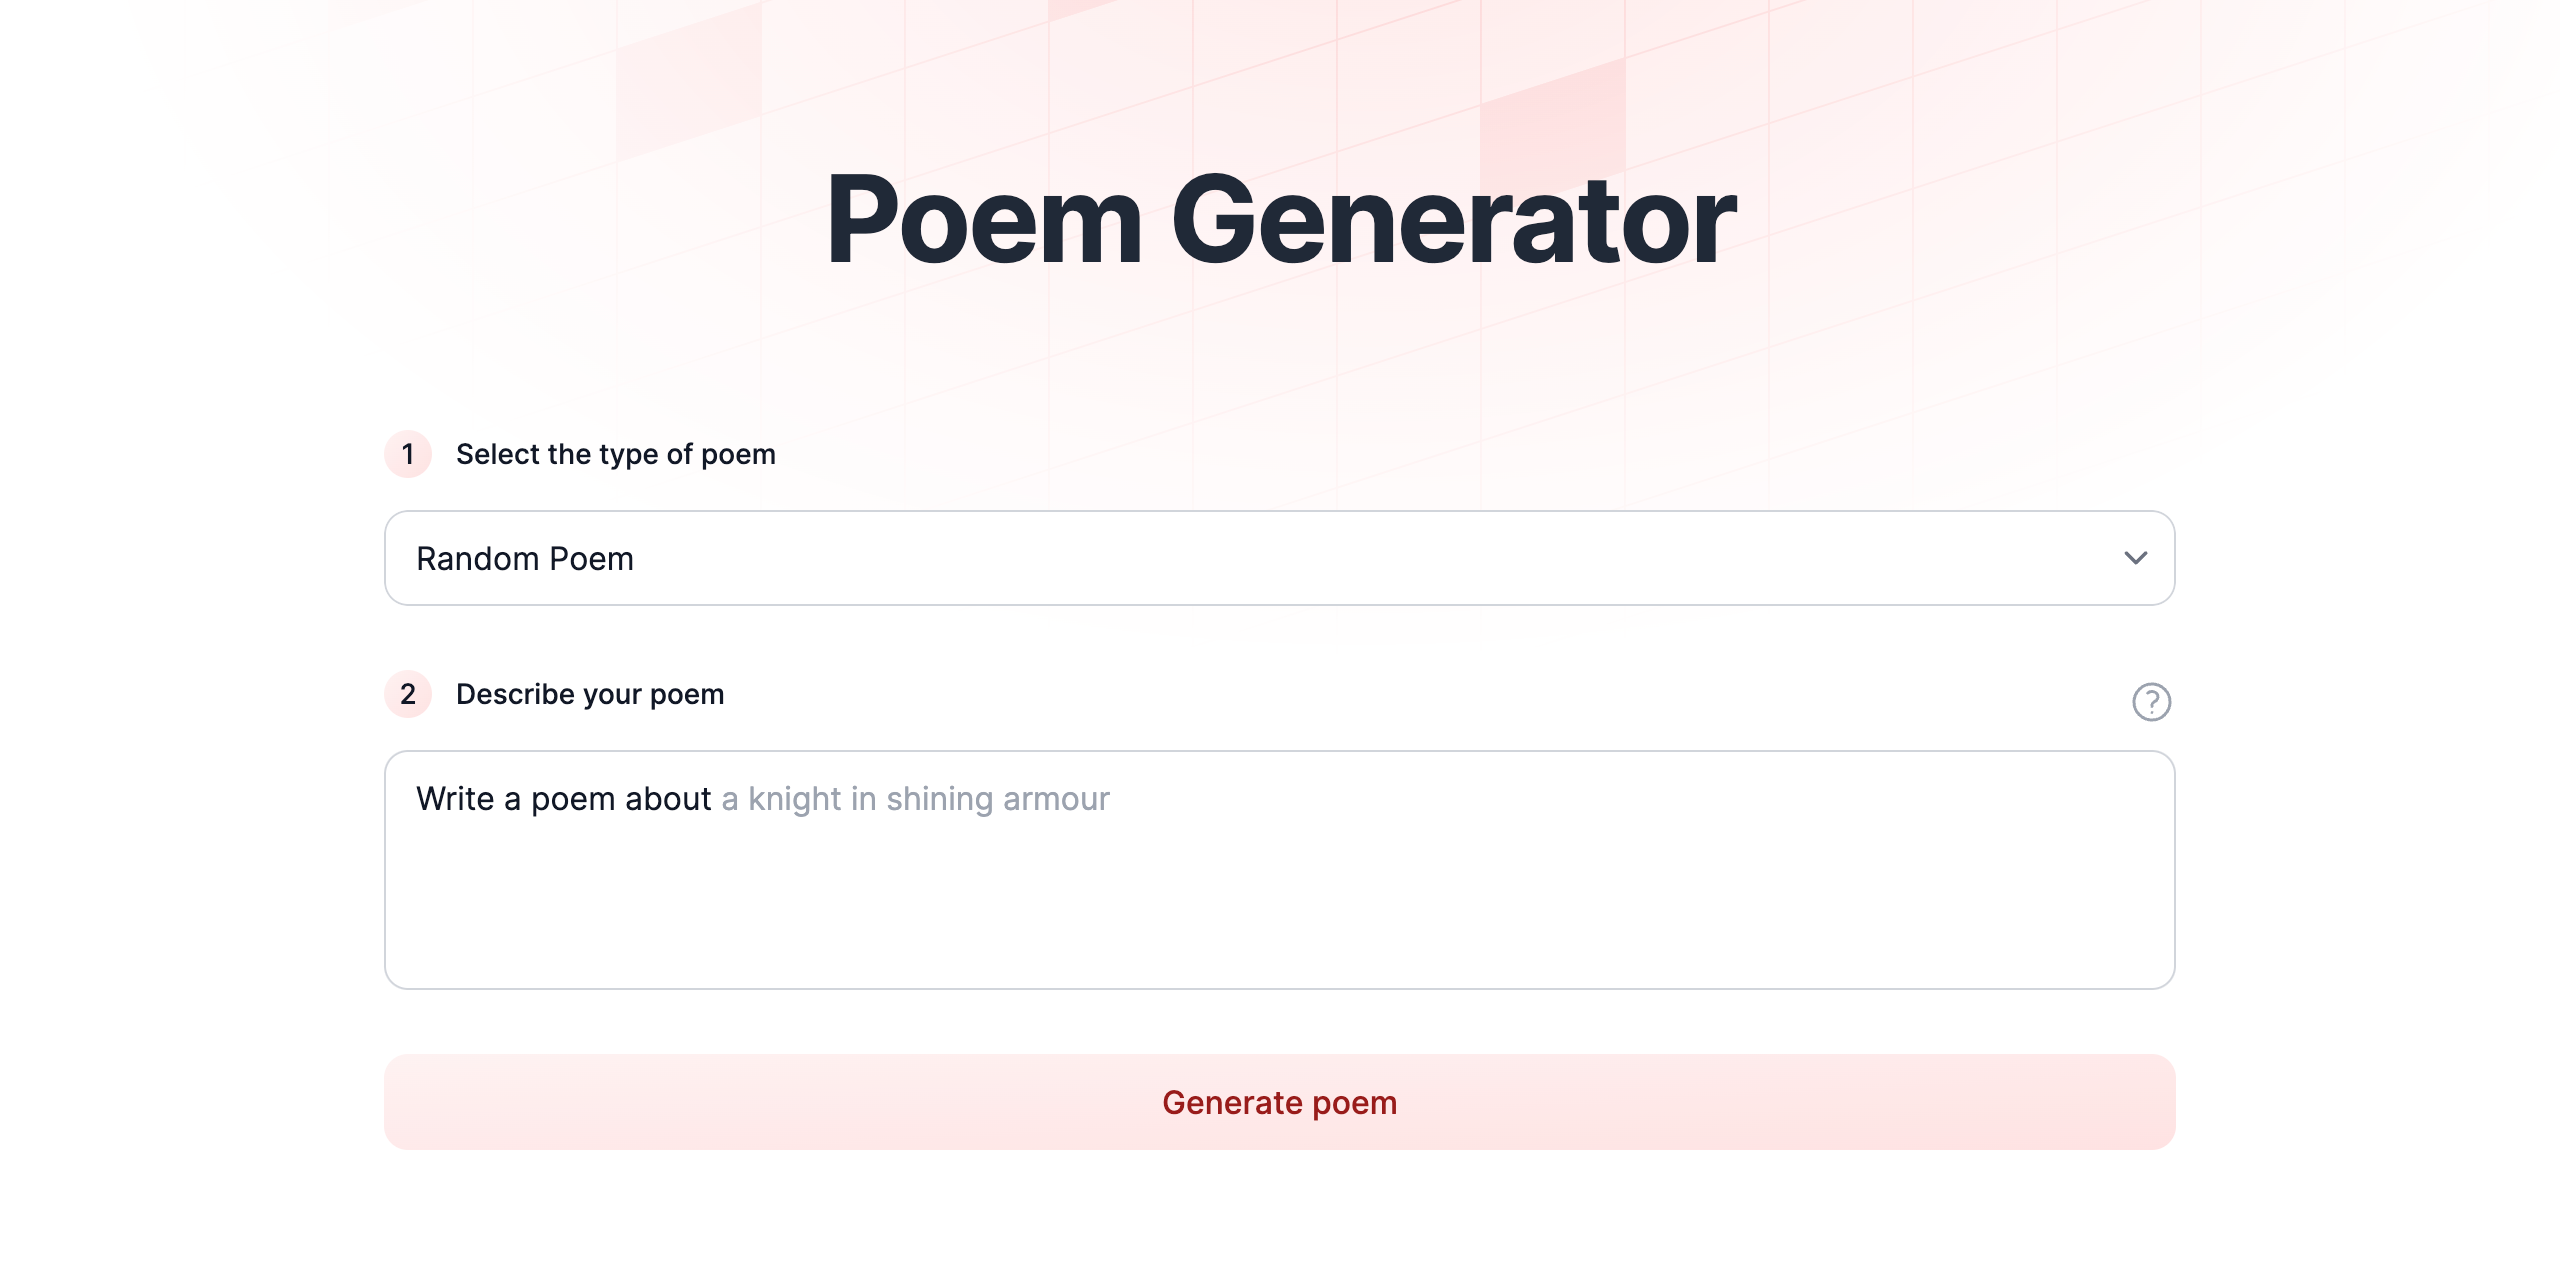 Poem Generator
1 Select the type of poem
Random Poem
2 Describe your poem
?
Write a poem about a knight in shining armour
Generate poem